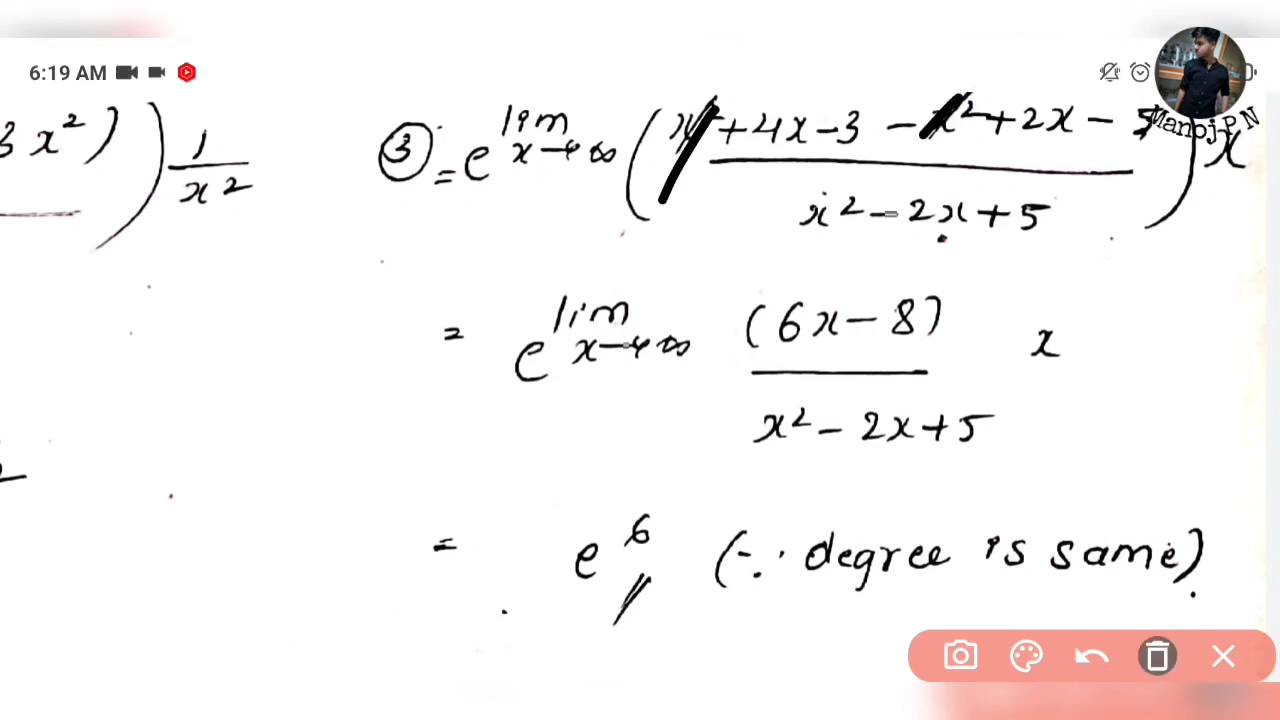 6:19 AM
Manoj P N
3x²) ) 1/x²
③ = e lim x→∞ ( x² + 4x - 3 - x² + 2x - 5 / x² - 2x + 5 ) x
= e lim x→∞ (6x - 8) / x² - 2x + 5 x
= e⁶ (∵ degree is same)